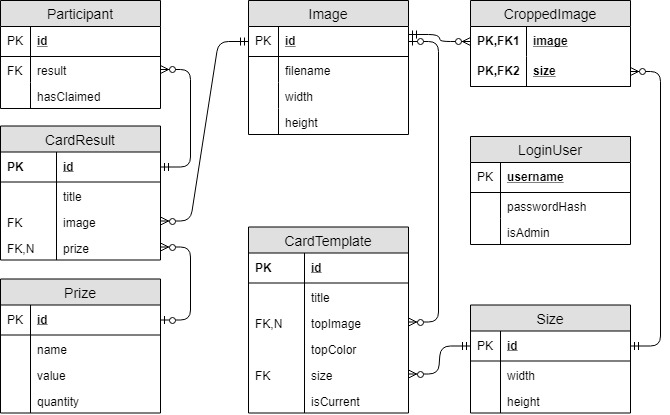 Participant
PK id
FK result
hasClaimed
CardResult
PK id
title
FK image
FK,N prize
Prize
PK id
name
value
quantity
Image
PK id
filename
width
height
CardTemplate
PK id
title
FK,N topImage
topColor
FK size
isCurrent
CroppedImage
PK,FK1 image
PK,FK2 size
LoginUser
PK username
passwordHash
isAdmin
Size
PK id
width
height